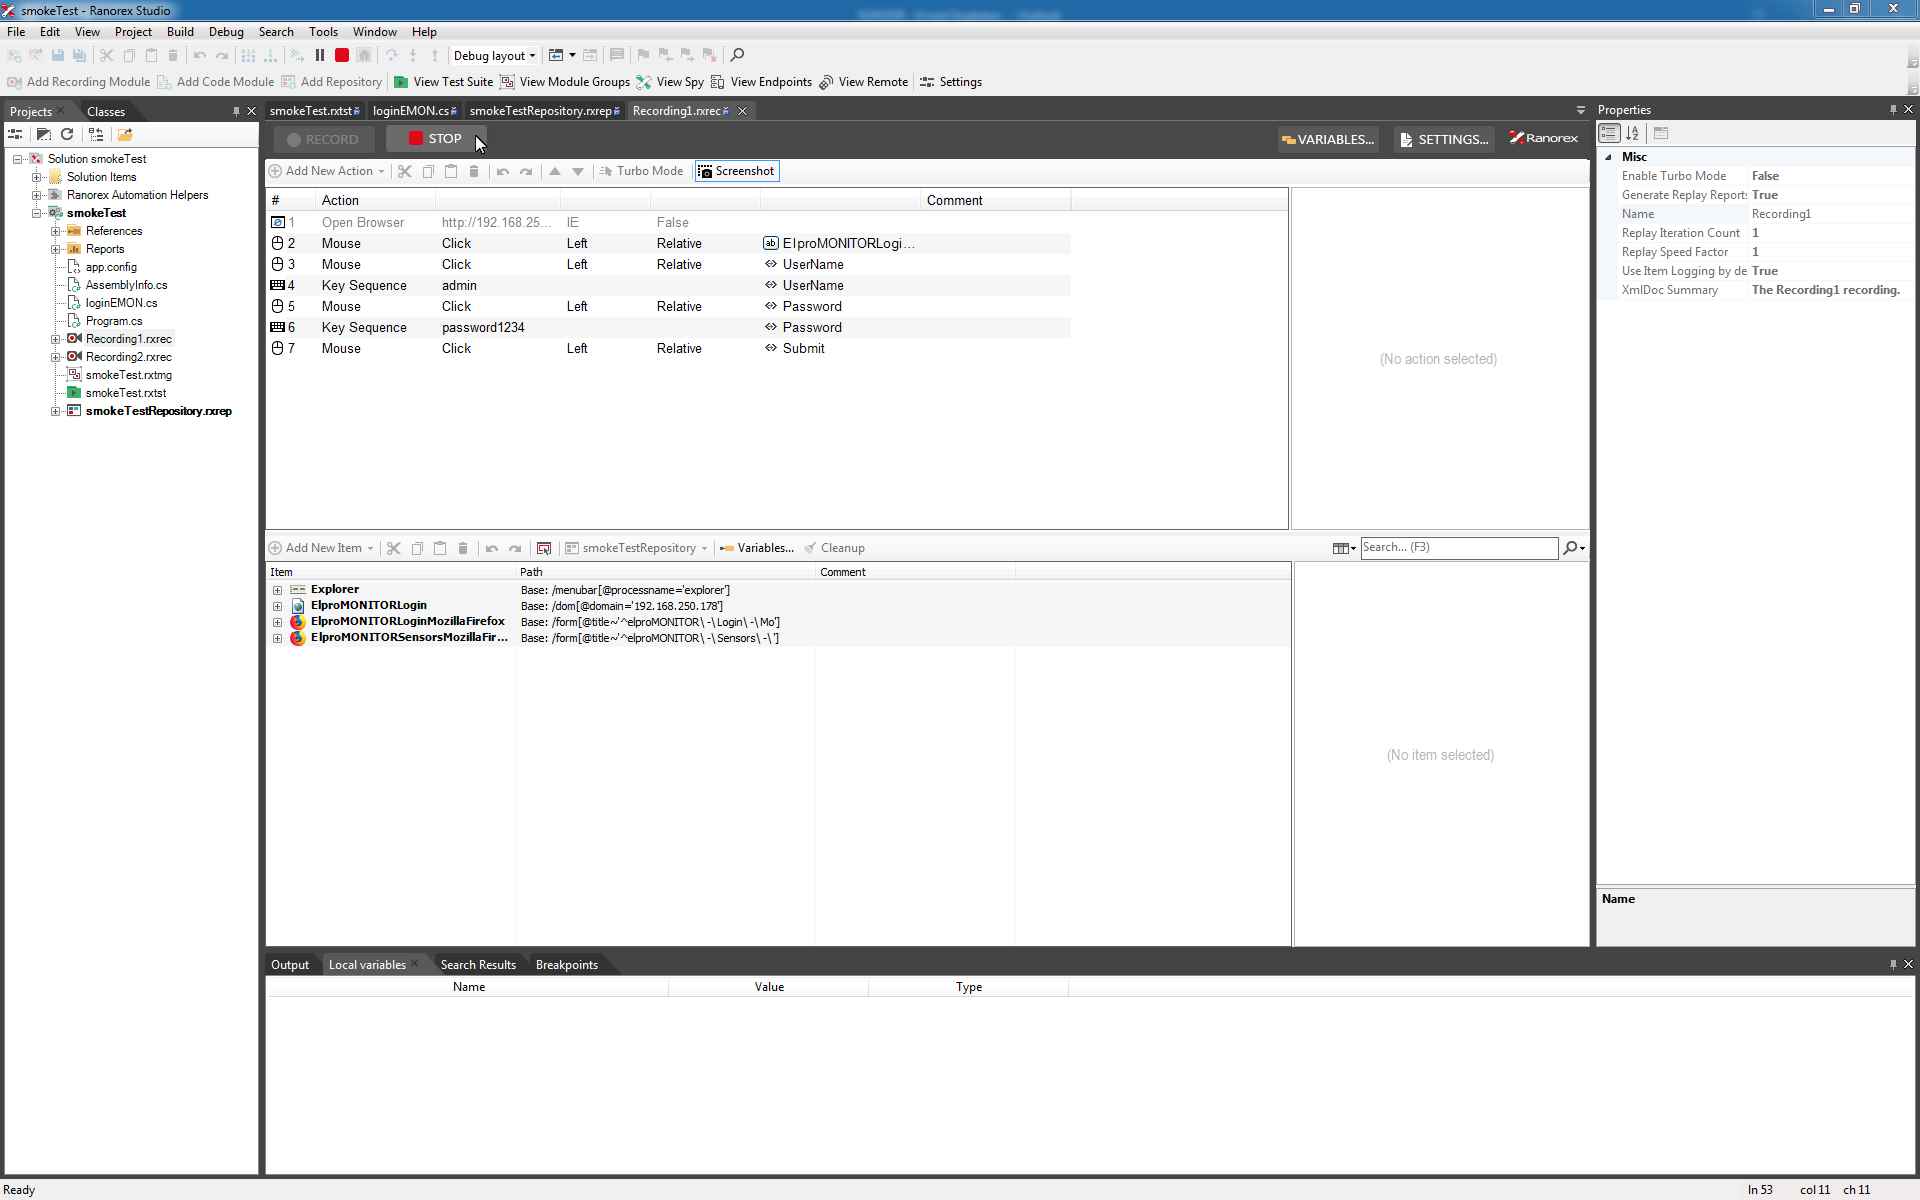 smokeTest - Ranorex Studio
File Edit View Project Build Debug Search Tools Window Help
Debug layout
Add Recording Module Add Code Module Add Repository View Test Suite View Module Groups View Spy View Endpoints View Remote Settings
Projects Classes
smokeTest.rxtst loginEMON.cs smokeTestRepository.rxrep Recording1.rxrec
Properties
RECORD STOP VARIABLES... SETTINGS... Ranorex
Solution smokeTest
Solution Items
Ranorex Automation Helpers
smokeTest
References
Reports
app.config
AssemblyInfo.cs
loginEMON.cs
Program.cs
Recording1.rxrec
Recording2.rxrec
smokeTest.rxtmg
smokeTest.rxtst
smokeTestRepository.rxrep
Add New Action Turbo Mode Screenshot
# Action Comment
1 Open Browser http://192.168.25... IE False
2 Mouse Click Left Relative ElproMONITORLogi...
3 Mouse Click Left Relative UserName
4 Key Sequence admin UserName
5 Mouse Click Left Relative Password
6 Key Sequence password1234 Password
7 Mouse Click Left Relative Submit
(No action selected)
Add New Item smokeTestRepository Variables... Cleanup Search... (F3)
Item Path Comment
Explorer Base: /menubar[@processname='explorer']
ElproMONITORLogin Base: /dom[@domain='192.168.250.178']
ElproMONITORLoginMozillaFirefox Base: /form[@title~'^elproMONITOR\ -\ Login\ -\ Mo']
ElproMONITORSensorsMozillaFir... Base: /form[@title~'^elproMONITOR\ -\ Sensors\ -\ ']
(No item selected)
Misc
Enable Turbo Mode False
Generate Replay Reports True
Name Recording1
Replay Iteration Count 1
Replay Speed Factor 1
Use Item Logging by de True
XmlDoc Summary The Recording1 recording.
Name
Output Local variables Search Results Breakpoints
Name Value Type
Ready ln 53 col 11 ch 11